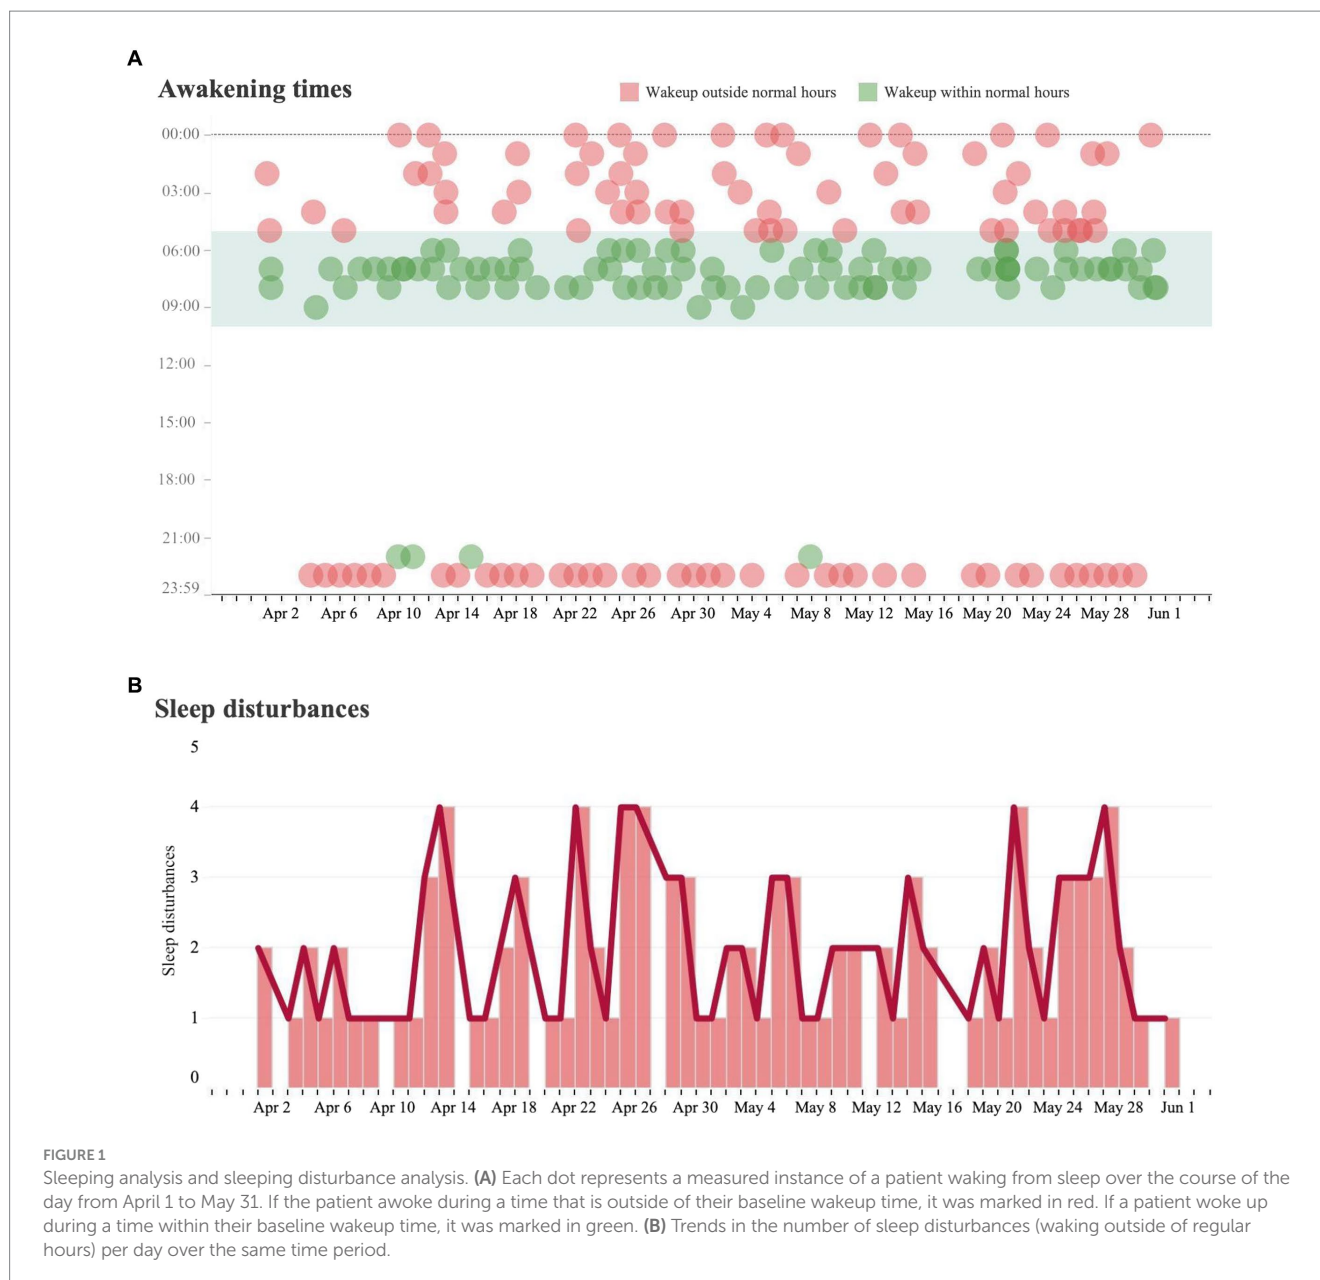 A
Awakening times
Wakeup outside normal hours
Wakeup within normal hours
00:00
03:00
06:00
09:00
12:00
15:00
18:00
21:00
23:59
Apr 2 Apr 6 Apr 10 Apr 14 Apr 18 Apr 22 Apr 26 Apr 30 May 4 May 8 May 12 May 16 May 20 May 24 May 28 Jun 1
B
Sleep disturbances
5
4
3
2
1
0
Sleep disturbances
Apr 2 Apr 6 Apr 10 Apr 14 Apr 18 Apr 22 Apr 26 Apr 30 May 4 May 8 May 12 May 16 May 20 May 24 May 28 Jun 1
FIGURE 1
Sleeping analysis and sleeping disturbance analysis. (A) Each dot represents a measured instance of a patient waking from sleep over the course of the
day from April 1 to May 31. If the patient awoke during a time that is outside of their baseline wakeup time, it was marked in red. If a patient woke up
during a time within their baseline wakeup time, it was marked in green. (B) Trends in the number of sleep disturbances (waking outside of regular
hours) per day over the same time period.